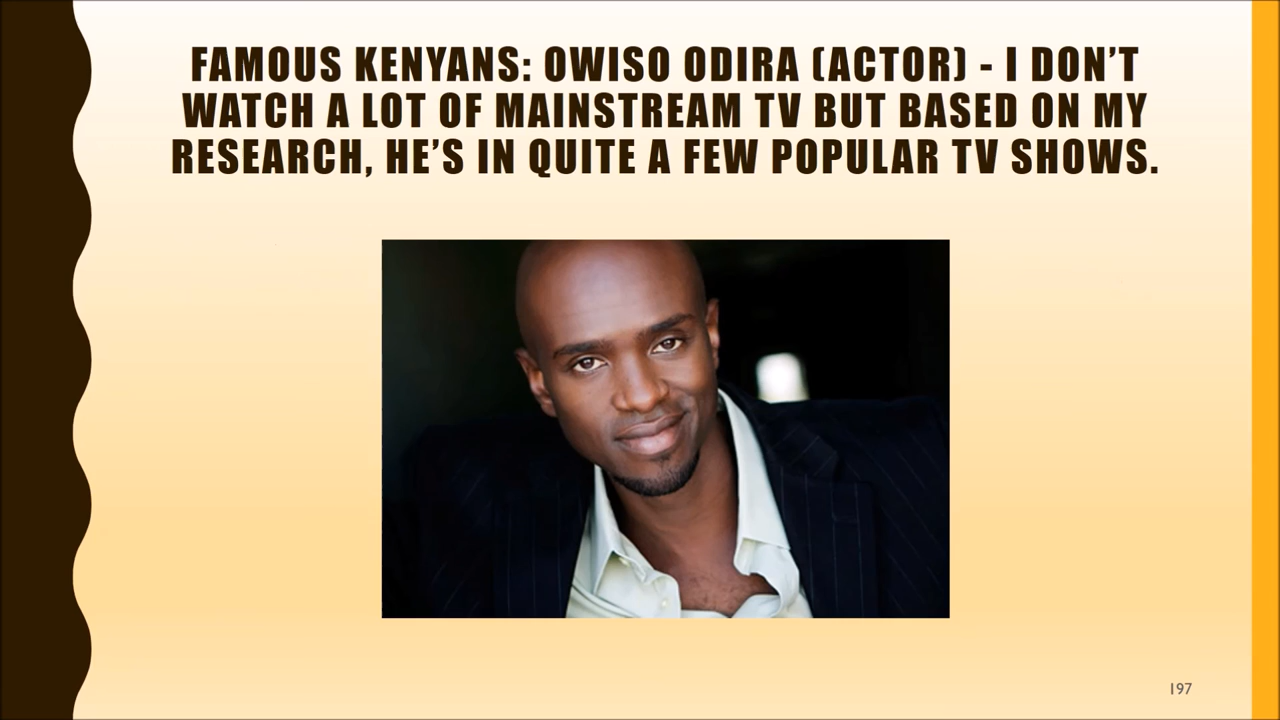 FAMOUS KENYANS: OWISO ODIRA (ACTOR) - I DON’T
WATCH A LOT OF MAINSTREAM TV BUT BASED ON MY
RESEARCH, HE’S IN QUITE A FEW POPULAR TV SHOWS.
197